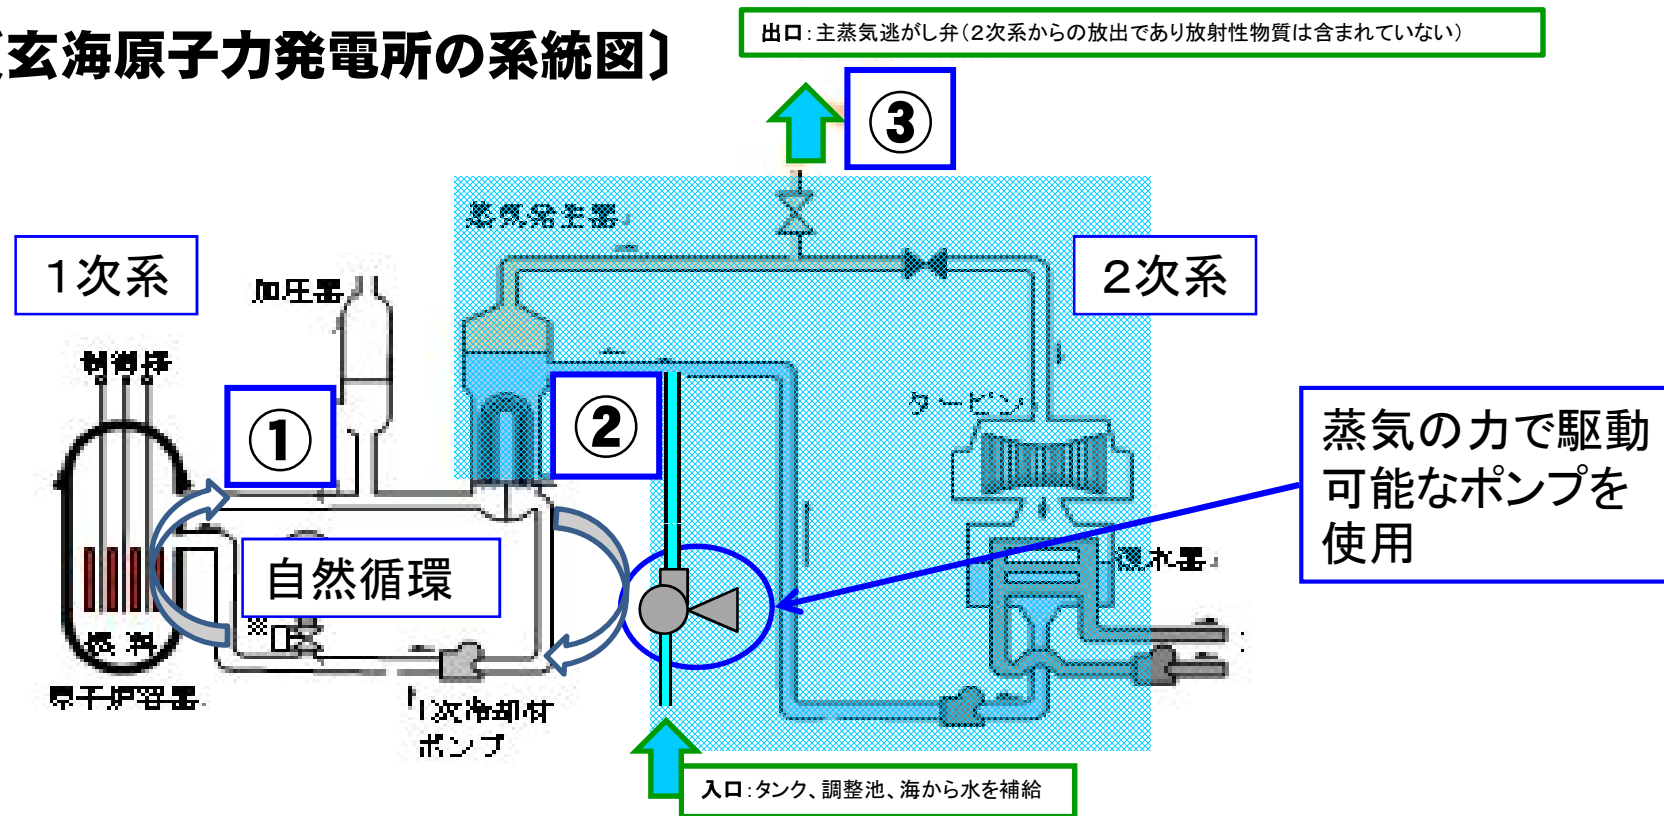 〔玄海原子力発電所の系統図〕
出口：主蒸気逃がし弁（２次系からの放出であり放射性物質は含まれていない）
③
蒸気発生器
１次系
加圧器
２次系
制御棒
①
②
タービン
蒸気の力で駆動
可能なポンプを
使用
自然循環
復水器
燃料
原子炉容器
1次冷却材
ポンプ
入口：タンク、調整池、海から水を補給